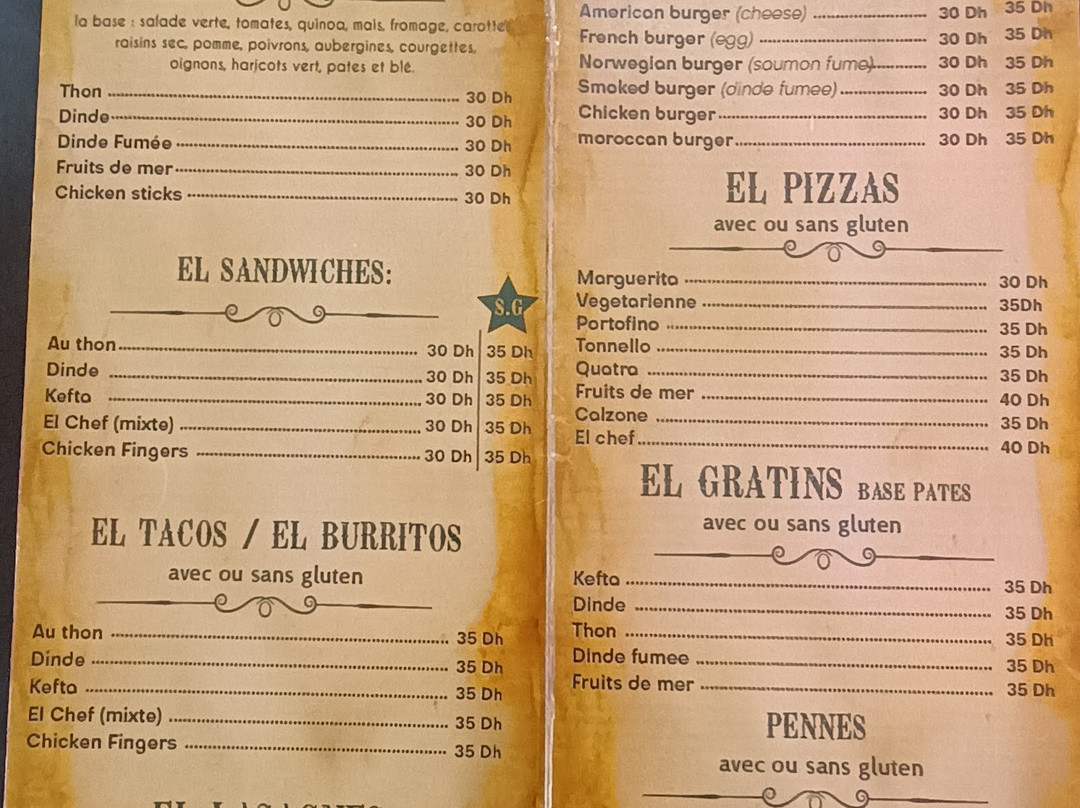 la base : salade verte, tomates, quinoa, mais, fromage, carottes
raisins sec, pomme, poivrons, aubergines, courgettes,
oignons, harjcots vert, pates et blé.
Thon 30 Dh
Dinde 30 Dh
Dinde Fumée 30 Dh
Fruits de mer 30 Dh
Chicken sticks 30 Dh
EL SANDWICHES:
S.G
Au thon 30 Dh 35 Dh
Dinde 30 Dh 35 Dh
Kefta 30 Dh 35 Dh
El Chef (mixte) 30 Dh 35 Dh
Chicken Fingers 30 Dh 35 Dh
EL TACOS / EL BURRITOS
avec ou sans gluten
Au thon 35 Dh
Dinde 35 Dh
Kefta 35 Dh
El Chef (mixte) 35 Dh
Chicken Fingers 35 Dh
American burger (cheese) 30 Dh 35 Dh
French burger (egg) 30 Dh 35 Dh
Norwegian burger (saumon fume) 30 Dh 35 Dh
Smoked burger (dinde fumee) 30 Dh 35 Dh
Chicken burger 30 Dh 35 Dh
moroccan burger 30 Dh 35 Dh
EL PIZZAS
avec ou sans gluten
Marguerita 30 Dh
Vegetarienne 35Dh
Portofino 35 Dh
Tonnello 35 Dh
Quatra 35 Dh
Fruits de mer 40 Dh
Calzone 35 Dh
El chef 40 Dh
EL GRATINS BASE PATES
avec ou sans gluten
Kefta 35 Dh
Dinde 35 Dh
Thon 35 Dh
Dinde fumee 35 Dh
Fruits de mer 35 Dh
PENNES
avec ou sans gluten